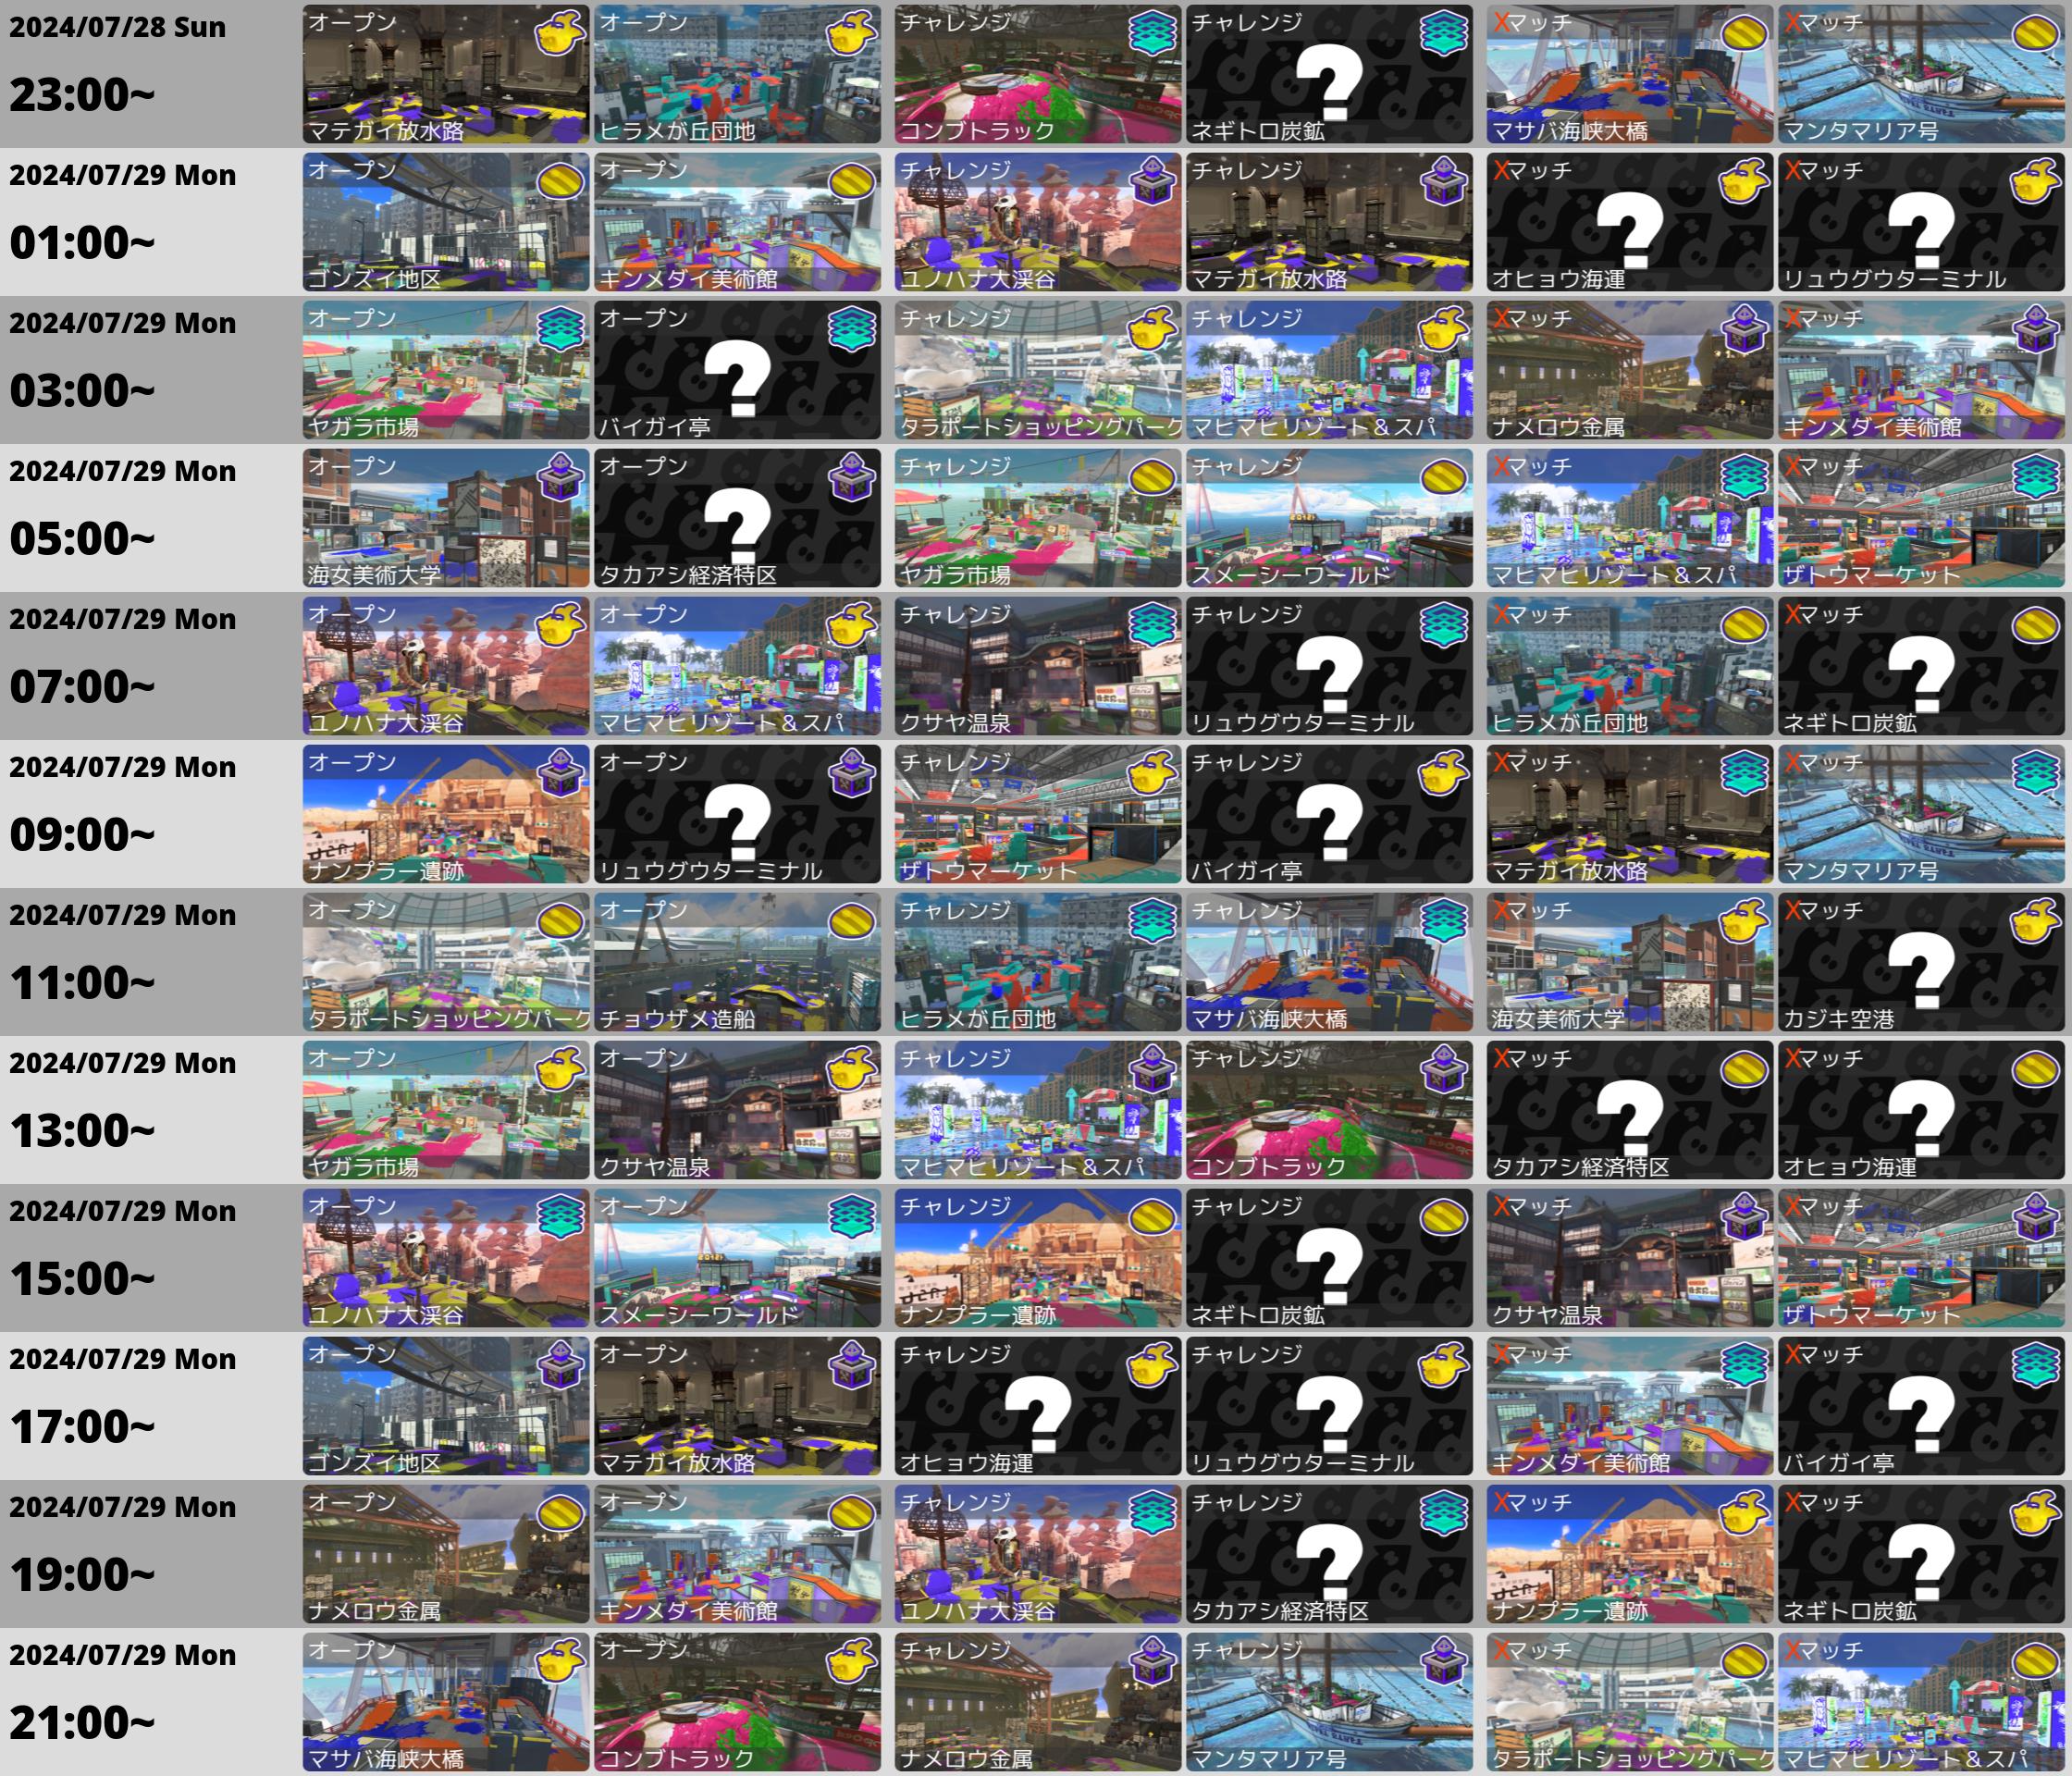 2024/07/28 Sun
23:00~
オープン オープン チャレンジ チャレンジ Xマッチ Xマッチ
マテガイ放水路 ヒラメが丘団地 コンブトラック ネギトロ炭鉱 マサバ海峡大橋 マンタマリア号
2024/07/29 Mon
01:00~
オープン オープン チャレンジ チャレンジ Xマッチ Xマッチ
ゴンズイ地区 キンメダイ美術館 ユノハナ大渓谷 マテガイ放水路 オヒョウ海運 リュウグウターミナル
2024/07/29 Mon
03:00~
オープン オープン チャレンジ チャレンジ Xマッチ Xマッチ
ヤガラ市場 バイガイ亭 タラポートショッピングパーク マヒマヒリゾート＆スパ ナメロウ金属 キンメダイ美術館
2024/07/29 Mon
05:00~
オープン オープン チャレンジ チャレンジ Xマッチ Xマッチ
海女美術大学 タカアシ経済特区 ヤガラ市場 スメーシーワールド マヒマヒリゾート＆スパ ザトウマーケット
2024/07/29 Mon
07:00~
オープン オープン チャレンジ チャレンジ Xマッチ Xマッチ
ユノハナ大渓谷 マヒマヒリゾート＆スパ クサヤ温泉 リュウグウターミナル ヒラメが丘団地 ネギトロ炭鉱
2024/07/29 Mon
09:00~
オープン オープン チャレンジ チャレンジ Xマッチ Xマッチ
ナンプラー遺跡 リュウグウターミナル ザトウマーケット バイガイ亭 マテガイ放水路 マンタマリア号
2024/07/29 Mon
11:00~
オープン オープン チャレンジ チャレンジ Xマッチ Xマッチ
タラポートショッピングパーク チョウザメ造船 ヒラメが丘団地 マサバ海峡大橋 海女美術大学 カジキ空港
2024/07/29 Mon
13:00~
オープン オープン チャレンジ チャレンジ Xマッチ Xマッチ
ヤガラ市場 クサヤ温泉 マヒマヒリゾート＆スパ コンブトラック タカアシ経済特区 オヒョウ海運
2024/07/29 Mon
15:00~
オープン オープン チャレンジ チャレンジ Xマッチ Xマッチ
ユノハナ大渓谷 スメーシーワールド ナンプラー遺跡 ネギトロ炭鉱 クサヤ温泉 ザトウマーケット
2024/07/29 Mon
17:00~
オープン オープン チャレンジ チャレンジ Xマッチ Xマッチ
ゴンズイ地区 マテガイ放水路 オヒョウ海運 リュウグウターミナル キンメダイ美術館 バイガイ亭
2024/07/29 Mon
19:00~
オープン オープン チャレンジ チャレンジ Xマッチ Xマッチ
ナメロウ金属 キンメダイ美術館 ユノハナ大渓谷 タカアシ経済特区 ナンプラー遺跡 ネギトロ炭鉱
2024/07/29 Mon
21:00~
オープン オープン チャレンジ チャレンジ Xマッチ Xマッチ
マサバ海峡大橋 コンブトラック ナメロウ金属 マンタマリア号 タラポートショッピングパーク マヒマヒリゾート＆スパ